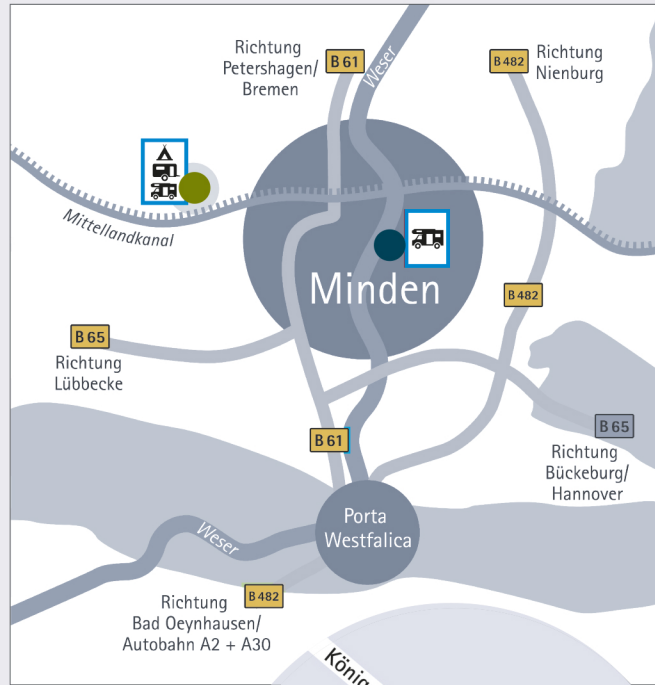 Richtung
Petershagen/
Bremen
B 61
Weser
B 482
Richtung
Nienburg
Mittellandkanal
Minden
B 482
B 65
Richtung
Lübbecke
B 61
B 65
Richtung
Bückeburg/
Hannover
Porta
Westfalica
Weser
B 482
Richtung
Bad Oeynhausen/
Autobahn A2 + A30
König